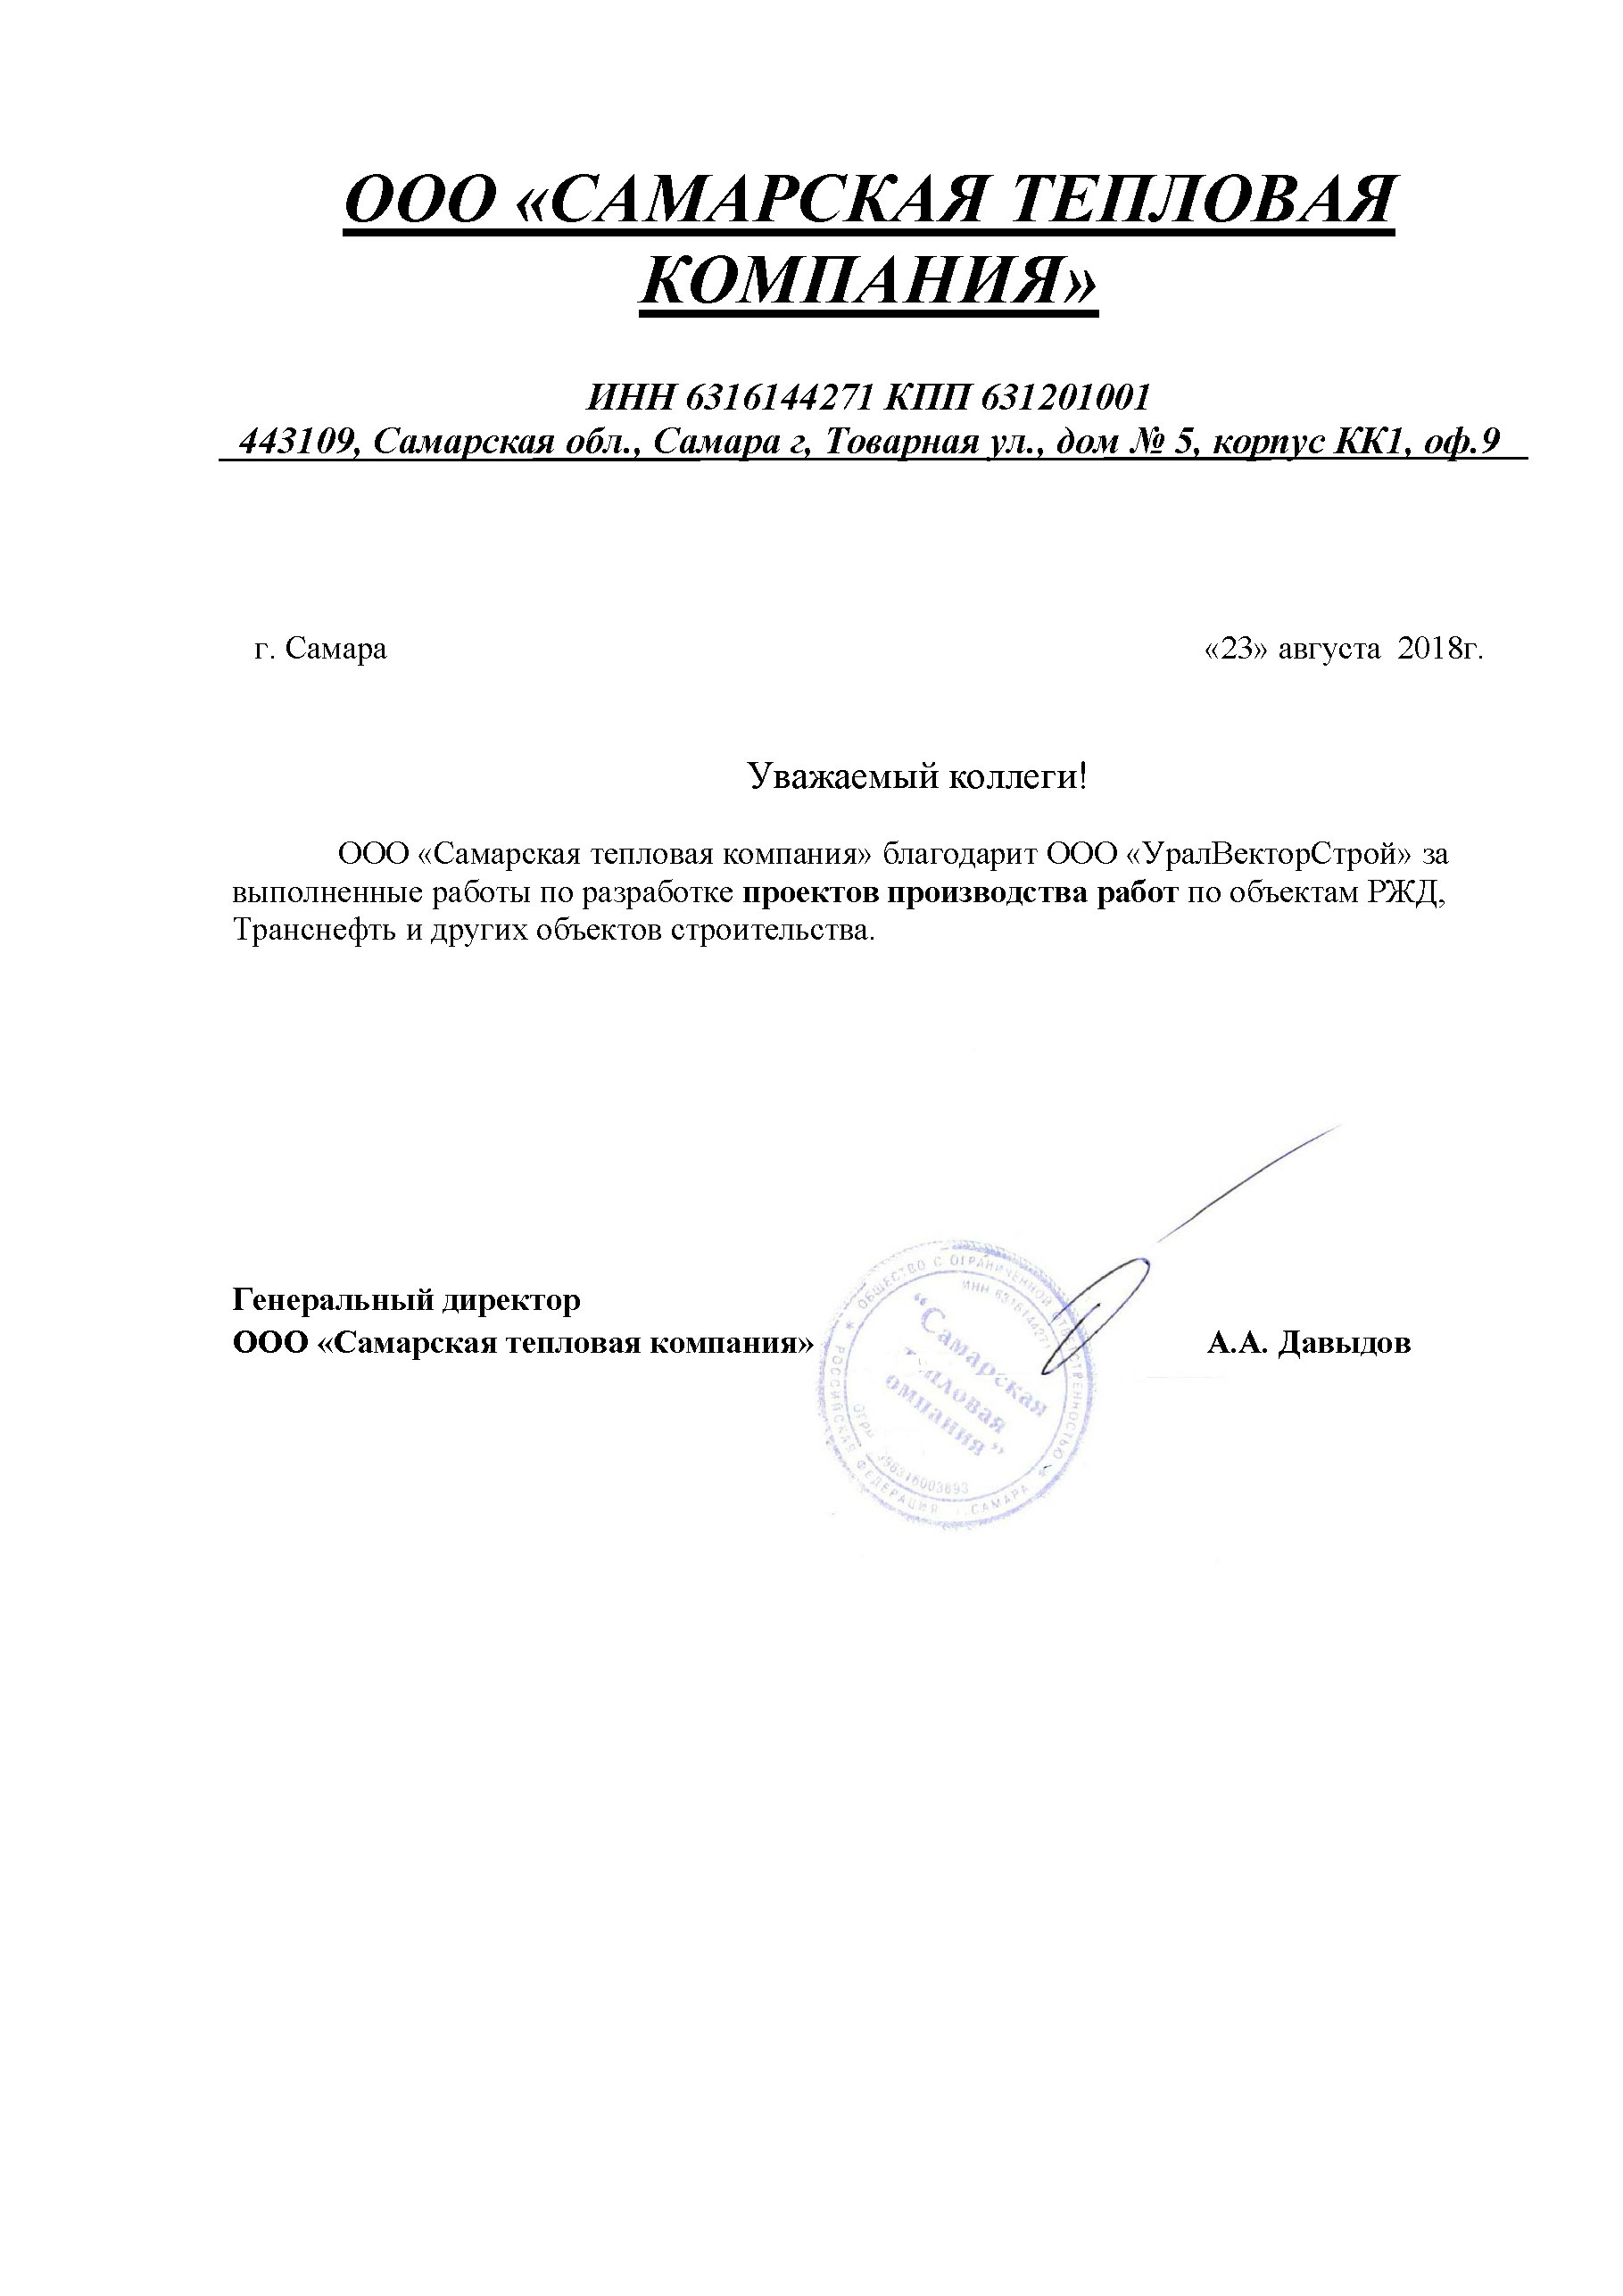 ООО «САМАРСКАЯ ТЕПЛОВАЯ
КОМПАНИЯ»
ИНН 6316144271 КПП 631201001
443109, Самарская обл., Самара г, Товарная ул., дом № 5, корпус КК1, оф.9
г. Самара «23» августа 2018г.
Уважаемый коллеги!
ООО «Самарская тепловая компания» благодарит ООО «УралВекторСтрой» за
выполненные работы по разработке проектов производства работ по объектам РЖД,
Транснефть и других объектов строительства.
Генеральный директор
ООО «Самарская тепловая компания» А.А. Давыдов
ОБЩЕСТВО С ОГРАНИЧЕННОЙ ОТВЕТСТВЕННОСТЬЮ
РОССИЙСКАЯ ФЕДЕРАЦИЯ г.САМАРА
ИНН 6316144271
ОГРН
“Самарская
тепловая
омпания”